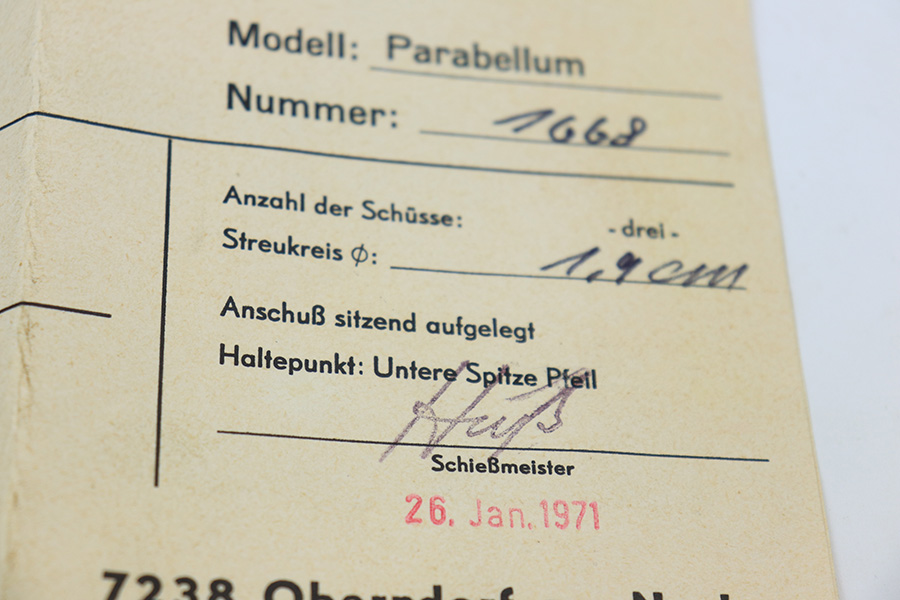 Modell: Parabellum
Nummer: 1668
Anzahl der Schüsse: - drei -
Streukreis ϕ: 1,9 cm
Anschuß sitzend aufgelegt
Haltepunkt: Untere Spitze Pfeil
Schießmeister
26. Jan. 1971
7238